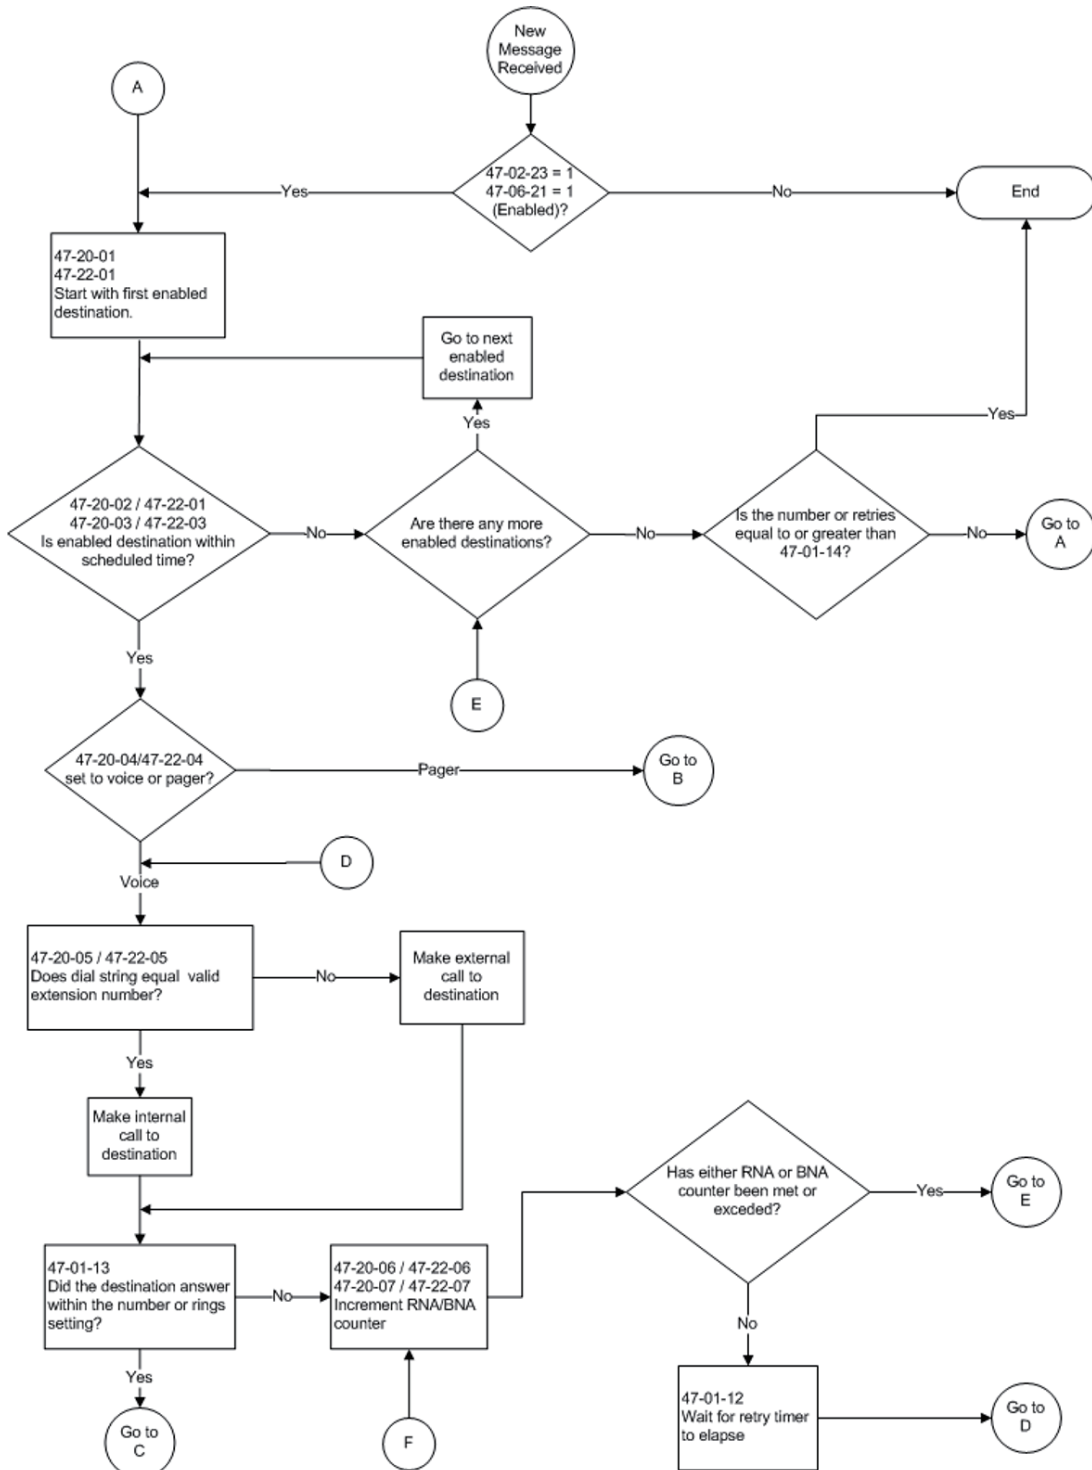 New
Message
Received
A
47-02-23 = 1
47-06-21 = 1
(Enabled)?
Yes
No
End
47-20-01
47-22-01
Start with first enabled
destination.
Go to next
enabled
destination
Yes
Yes
47-20-02 / 47-22-01
47-20-03 / 47-22-03
Is enabled destination within
scheduled time?
No
Are there any more
enabled destinations?
No
Is the number or retries
equal to or greater than
47-01-14?
No
Go to
A
Yes
E
47-20-04/47-22-04
set to voice or pager?
Pager
Go to
B
D
Voice
47-20-05 / 47-22-05
Does dial string equal valid
extension number?
No
Make external
call to
destination
Yes
Make internal
call to
destination
Has either RNA or BNA
counter been met or
exceded?
Yes
Go to
E
47-01-13
Did the destination answer
within the number or rings
setting?
No
47-20-06 / 47-22-06
47-20-07 / 47-22-07
Increment RNA/BNA
counter
No
Yes
Go to
C
F
47-01-12
Wait for retry timer
to elapse
Go to
D